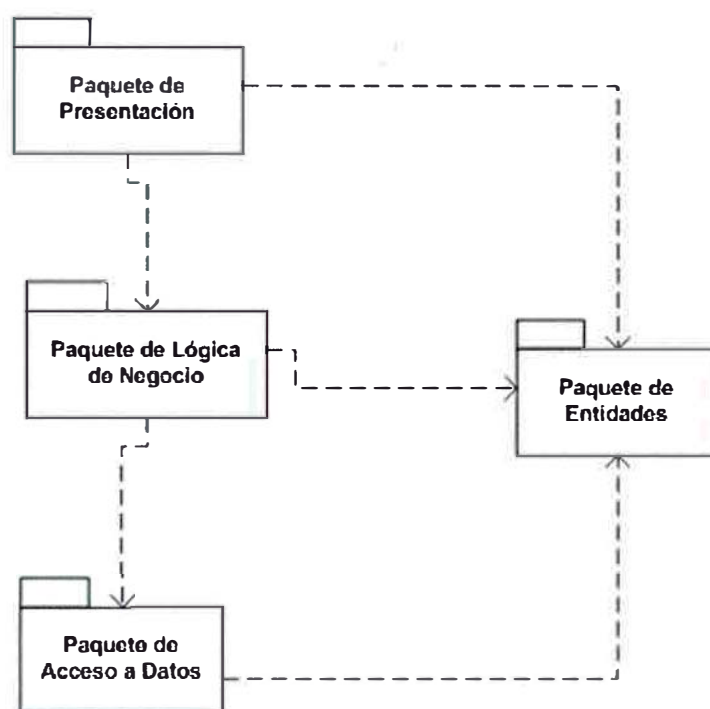 Paquete de
Presentación
Paquete de Lógica
de Negocio
Paquete de
Entidades
Paquete de
Acceso a Datos